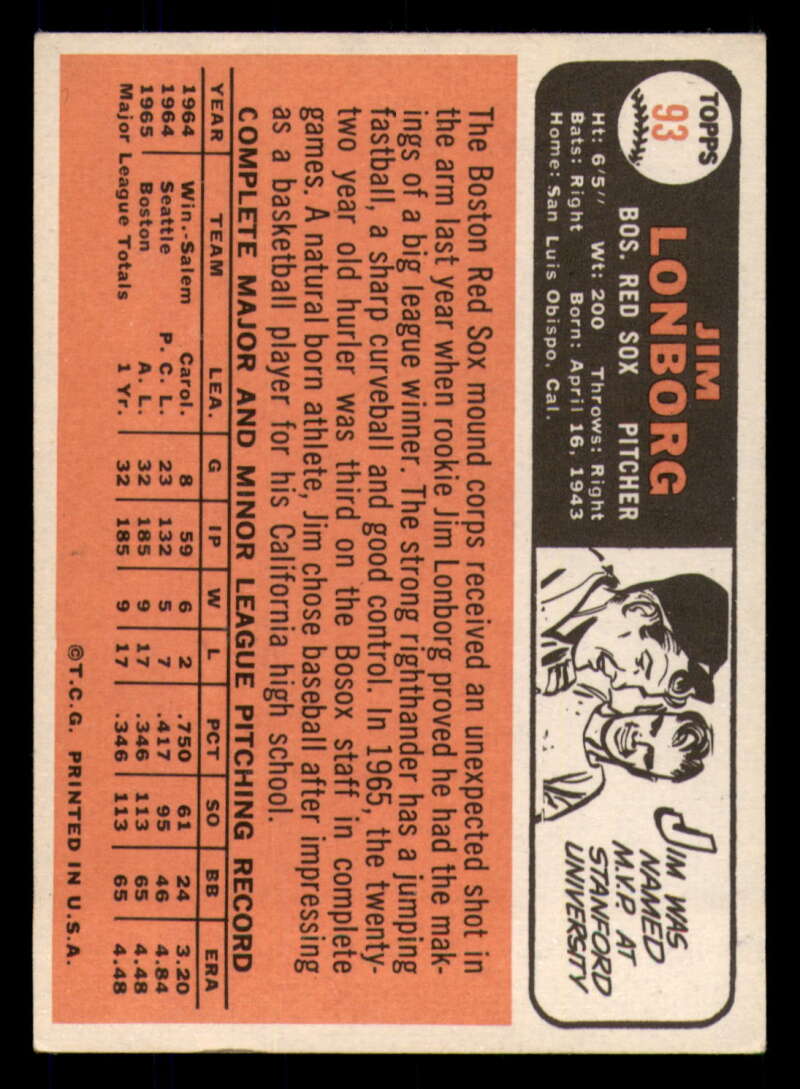 TOPPS
93
JIM
LONBORG
BOS. RED SOX PITCHER
Ht: 6'5'' Wt: 200 Throws: Right
Bats: Right Born: April 16, 1943
Home: San Luis Obispo, Cal.
JIM WAS
NAMED
M.V.P. AT
STANFORD
UNIVERSITY
The Boston Red Sox mound corps received an unexpected shot in
the arm last year when rookie Jim Lonborg proved he had the mak-
ings of a big league winner. The strong righthander has a jumping
fastball, a sharp curveball and good control. In 1965, the twenty-
two year old hurler was third on the Bosox staff in complete
games. A natural born athlete, Jim chose baseball after impressing
as a basketball player for his California high school.
COMPLETE MAJOR AND MINOR LEAGUE PITCHING RECORD
YEAR TEAM LEA. G IP W L PCT SO BB ERA
1964 Win.-Salem Carol. 8 59 6 2 .750 61 24 3.20
1964 Seattle P. C. L. 23 132 5 7 .417 95 46 4.84
1965 Boston A. L. 32 185 9 17 .346 113 65 4.48
Major League Totals 1 Yr. 32 185 9 17 .346 113 65 4.48
©T.C.G. PRINTED IN U.S.A.